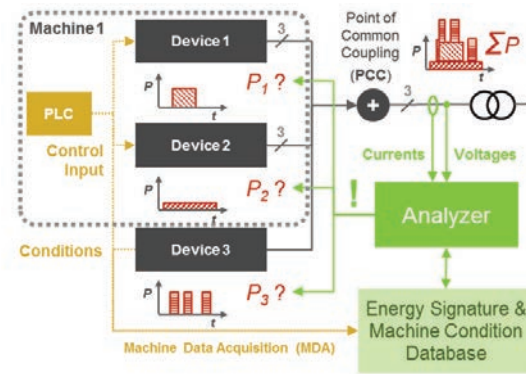 Machine 1
Device 1
3
Point of
Common
Coupling
(PCC)
P
t
ΣP
P
t
P1 ?
3
PLC
Control
Input
Device 2
3
Currents
Voltages
P
t
P2 ?
!
Analyzer
Conditions
Device 3
P
t
P3 ?
Energy Signature &
Machine Condition
Database
Machine Data Acquisition (MDA)